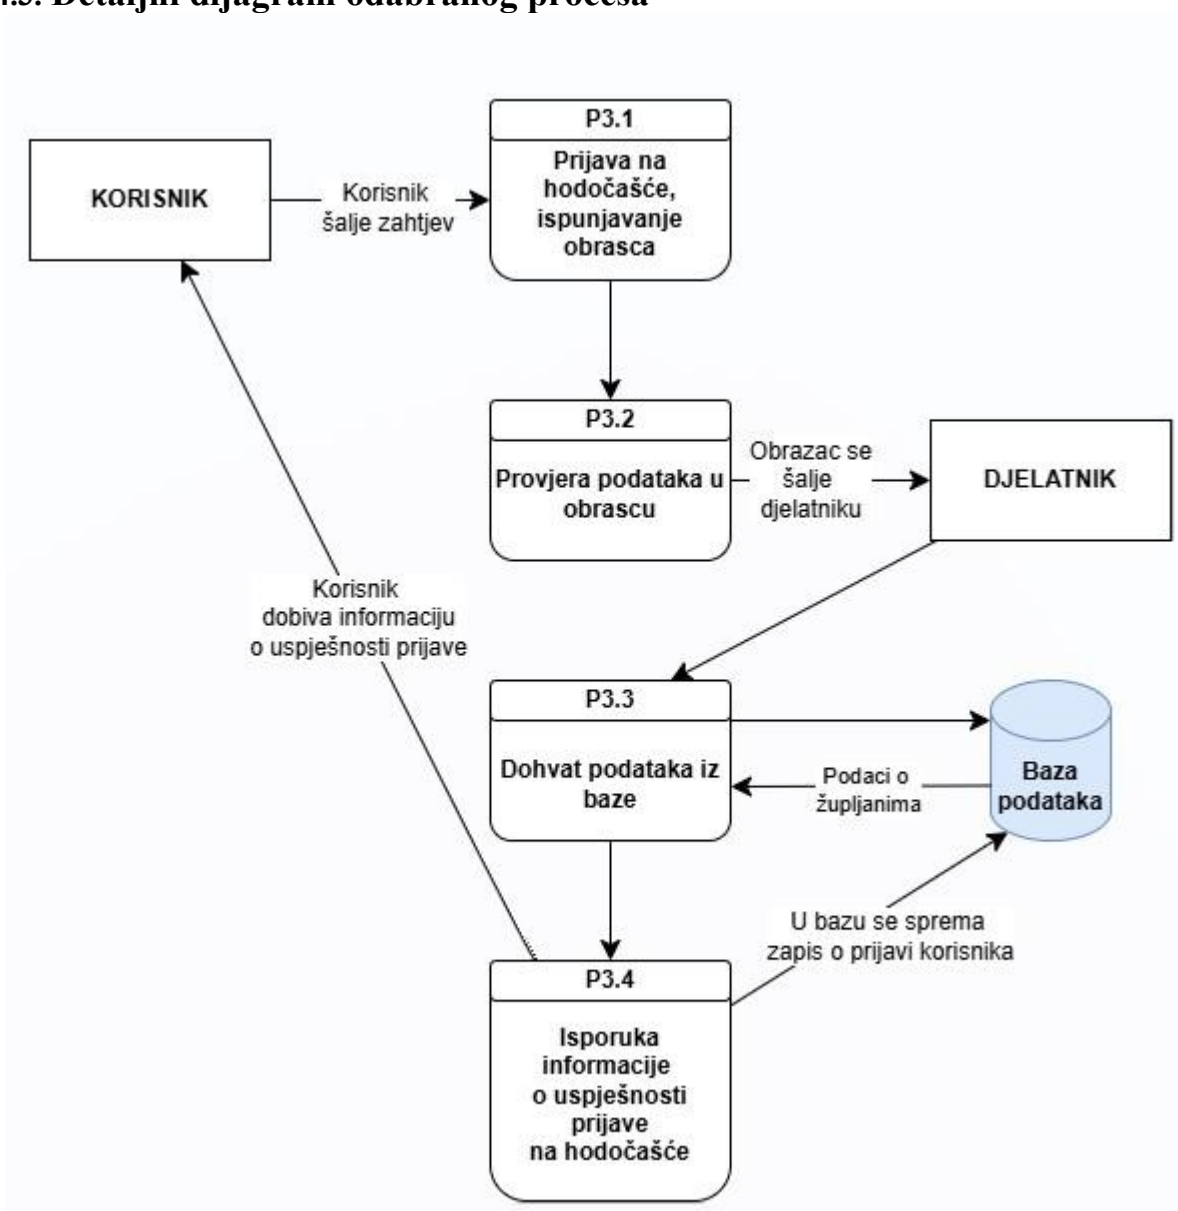 4.3. Detaljni dijagram odabranog procesa
P3.1
Prijava na
hodočašće,
ispunjavanje
obrasca
KORISNIK
Korisnik
šalje zahtjev
P3.2
Provjera podataka u
obrascu
Obrazac se
šalje
djelatniku
DJELATNIK
Korisnik
dobiva informaciju
o uspješnosti prijave
P3.3
Dohvat podataka iz
baze
Podaci o
župljanima
Baza
podataka
U bazu se sprema
zapis o prijavi korisnika
P3.4
Isporuka
informacije
o uspješnosti
prijave
na hodočašće